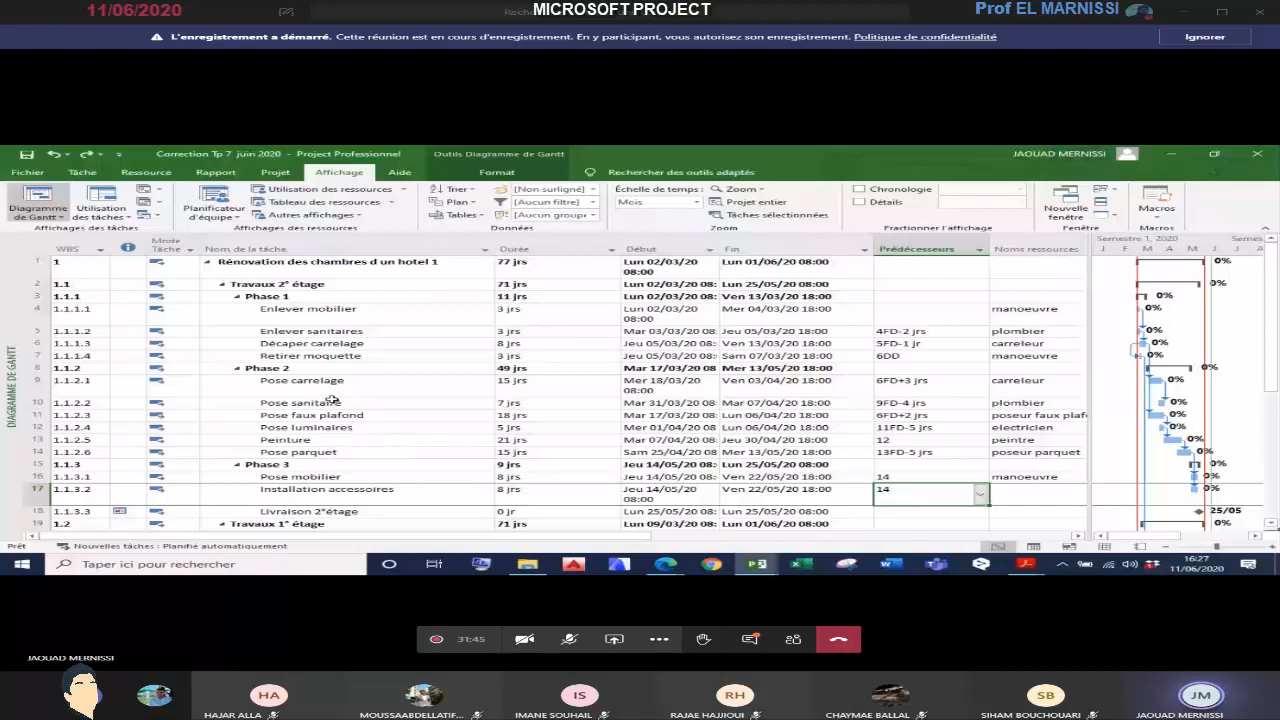 11/06/2020 MICROSOFT PROJECT Prof EL MARNISSI
L'enregistrement a démarré. Cette réunion est en cours d'enregistrement. En y participant, vous autorisez son enregistrement. Politique de confidentialité Ignorer
Correction Tp 7 juin 2020 - Project Professionnel Outils Diagramme de Gantt JAOUAD MERNISSI
Fichier Tâche Ressource Rapport Projet Affichage Aide Format Rechercher des outils adaptés
Diagramme de Gantt Utilisation des tâches Planificateur d'équipe Utilisation des ressources Trier [Non surligné] Échelle de temps : Zoom Chronologie Nouvelle fenêtre Macros
Tableau des ressources Plan [Aucun filtre] Mois Projet entier Détails
Autres affichages Tables [Aucun groupe Tâches sélectionnées
Affichages des tâches Affichages des ressources Données Zoom Fractionner l'affichage Fenêtre Macros
WBS Mode Tâche Nom de la tâche Durée Début Fin Prédécesseurs Noms ressources Semestre 1, 2020 Semes
J F M A M J J A
1 1 Rénovation des chambres d un hotel 1 77 jrs Lun 02/03/20 08:00 Lun 01/06/20 08:00 0%
2 1.1 Travaux 2° étage 71 jrs Lun 02/03/20 08: Lun 25/05/20 08:00 0%
3 1.1.1 Phase 1 11 jrs Lun 02/03/20 08: Ven 13/03/20 18:00 0%
4 1.1.1.1 Enlever mobilier 3 jrs Lun 02/03/20 08:00 Mer 04/03/20 18:00 manoeuvre 0%
5 1.1.1.2 Enlever sanitaires 3 jrs Mar 03/03/20 08: Jeu 05/03/20 18:00 4FD-2 jrs plombier 0%
6 1.1.1.3 Décaper carrelage 8 jrs Jeu 05/03/20 08: Ven 13/03/20 18:00 5FD-1 jr carreleur 0%
7 1.1.1.4 Retirer moquette 3 jrs Jeu 05/03/20 08: Sam 07/03/20 18:00 6DD manoeuvre 0%
8 1.1.2 Phase 2 49 jrs Mar 17/03/20 08: Mer 13/05/20 18:00 0%
9 1.1.2.1 Pose carrelage 15 jrs Mer 18/03/20 08:00 Ven 03/04/20 18:00 6FD+3 jrs carreleur 0%
10 1.1.2.2 Pose sanitaire 7 jrs Mar 31/03/20 08: Mar 07/04/20 18:00 9FD-4 jrs plombier 0%
11 1.1.2.3 Pose faux plafond 18 jrs Mar 17/03/20 08: Lun 06/04/20 18:00 6FD+2 jrs poseur faux plaf 0%
12 1.1.2.4 Pose luminaires 5 jrs Mer 01/04/20 08: Lun 06/04/20 18:00 11FD-5 jrs electricien 0%
13 1.1.2.5 Peinture 21 jrs Mar 07/04/20 08: Jeu 30/04/20 18:00 12 peintre 0%
14 1.1.2.6 Pose parquet 15 jrs Sam 25/04/20 08: Mer 13/05/20 18:00 13FD-5 jrs poseur parquet 0%
15 1.1.3 Phase 3 9 jrs Jeu 14/05/20 08: Lun 25/05/20 08:00 0%
16 1.1.3.1 Pose mobilier 8 jrs Jeu 14/05/20 08: Ven 22/05/20 18:00 14 manoeuvre 0%
17 1.1.3.2 Installation accessoires 8 jrs Jeu 14/05/20 08:00 Ven 22/05/20 18:00 14 0%
18 1.1.3.3 Livraison 2°étage 0 jr Lun 25/05/20 08: Lun 25/05/20 08:00 25/05
19 1.2 Travaux 1° étage 71 jrs Lun 09/03/20 08: Lun 01/06/20 08:00 0%
DIAGRAMME DE GANTT
Prêt Nouvelles tâches : Planifié automatiquement
Taper ici pour rechercher 16:27
11/06/2020
31:45
JAOUAD MERNISSI
HA IS RH SB JM
HAJAR ALLA MOUSSAABDELLATIF... IMANE SOUHAIL RAJAE HAJJIOUI CHAYMAE BALLAL SIHAM BOUCHOUARI JAOUAD MERNISSI